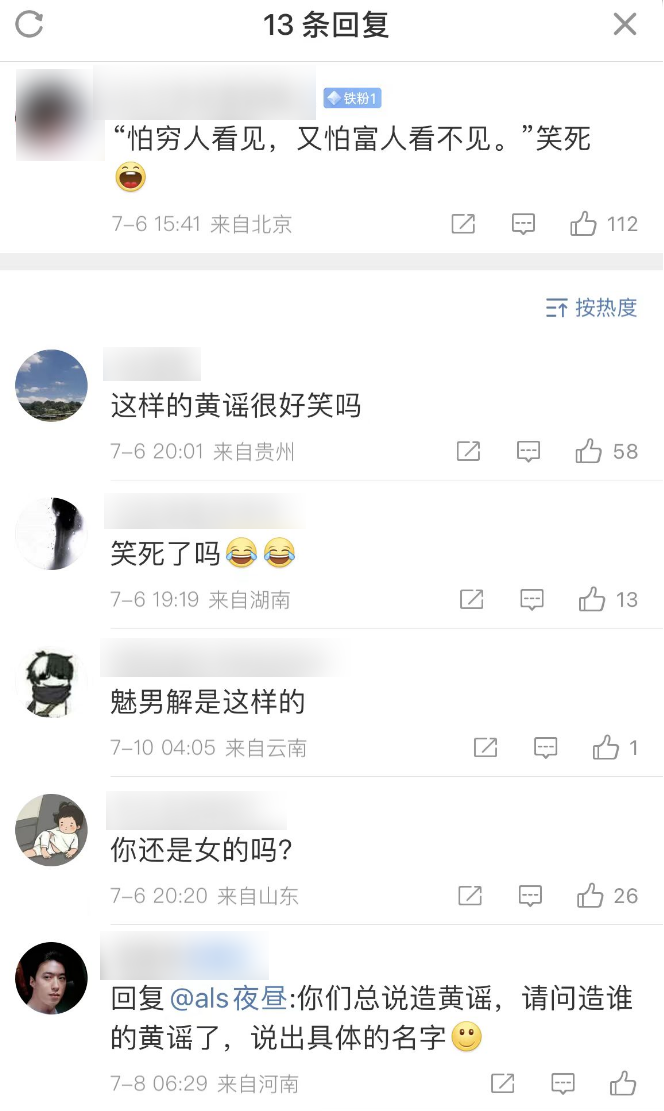 13 条回复
铁粉1
“怕穷人看见，又怕富人看不见。”笑死
7-6 15:41 来自北京
112
按热度
这样的黄谣很好笑吗
7-6 20:01 来自贵州
58
笑死了吗😂😂
7-6 19:19 来自湖南
13
魅男解是这样的
7-10 04:05 来自云南
1
你还是女的吗?
7-6 20:20 来自山东
26
回复@als夜昼:你们总说造黄谣，请问造谁
的黄谣了，说出具体的名字
7-8 06:29 来自河南